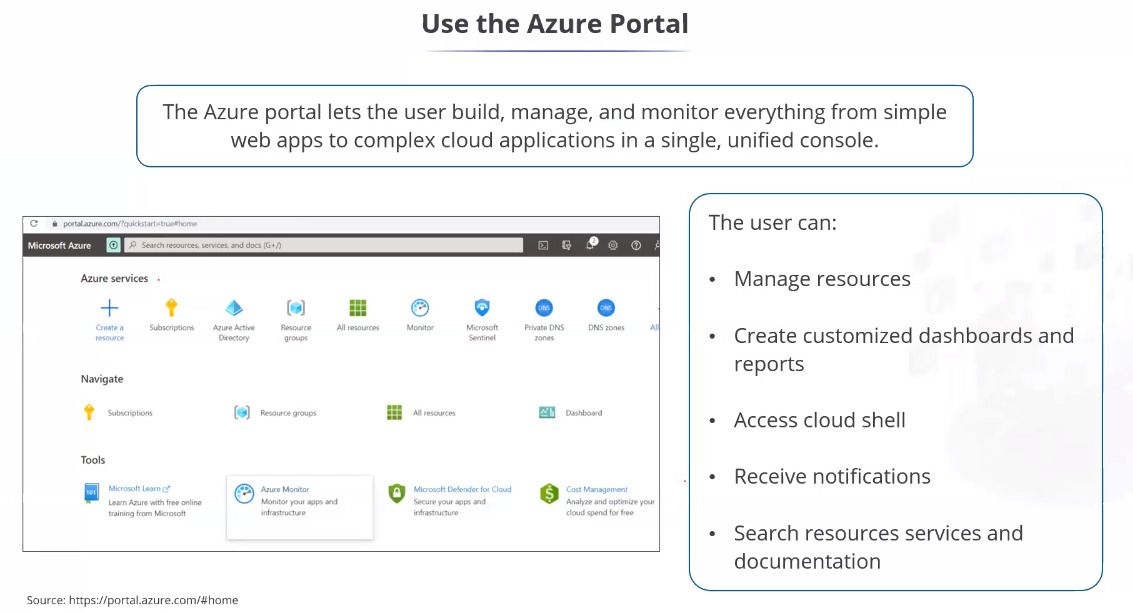 Use the Azure Portal
The Azure portal lets the user build, manage, and monitor everything from simple
web apps to complex cloud applications in a single, unified console.
portal.azure.com/?quickstart=true#home
Microsoft Azure
Search resources, services, and docs (G+/)
2
Azure services
Create a
resource
Subscriptions
Azure Active
Directory
Resource
groups
All resources
Monitor
Microsoft
Sentinel
DNS
Private DNS
zones
DNS
DNS zones
All
Navigate
Subscriptions
Resource groups
All resources
Dashboard
Tools
101
Microsoft Learn
Learn Azure with free online
training from Microsoft
Azure Monitor
Monitor your apps and
infrastructure
Microsoft Defender for Cloud
Secure your apps and
infrastructure
$
Cost Management
Analyze and optimize your
cloud spend for free
The user can:
• Manage resources
• Create customized dashboards and
reports
• Access cloud shell
• Receive notifications
• Search resources services and
documentation
Source: https://portal.azure.com/#home